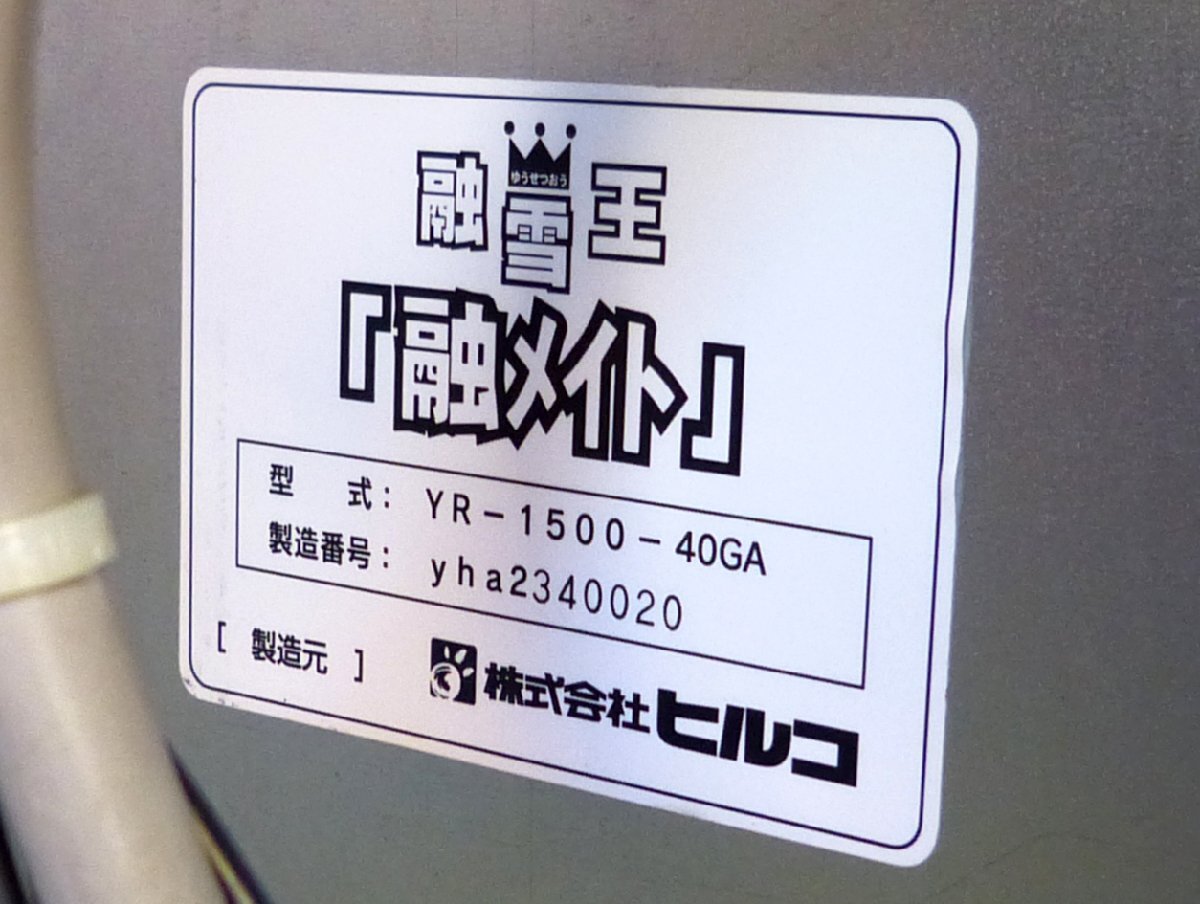 ゆうせつおう
融雪王
「融メイト」
型　式： YR-1500-40GA
製造番号： yha2340020
[ 製造元 ] 株式会社ヒルコ